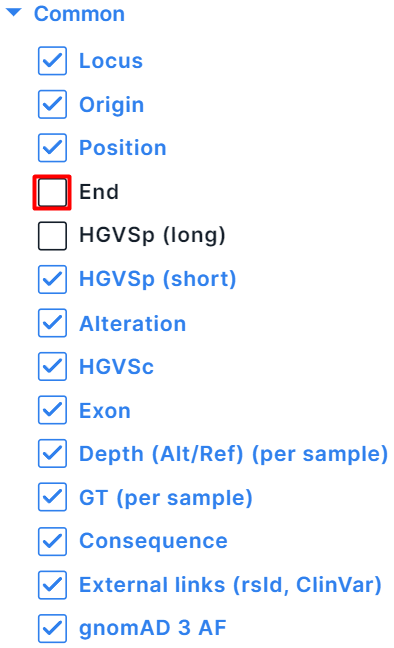 Common
Locus
Origin
Position
End
HGVSp (long)
HGVSp (short)
Alteration
HGVSc
Exon
Depth (Alt/Ref) (per sample)
GT (per sample)
Consequence
External links (rsId, ClinVar)
gnomAD 3 AF